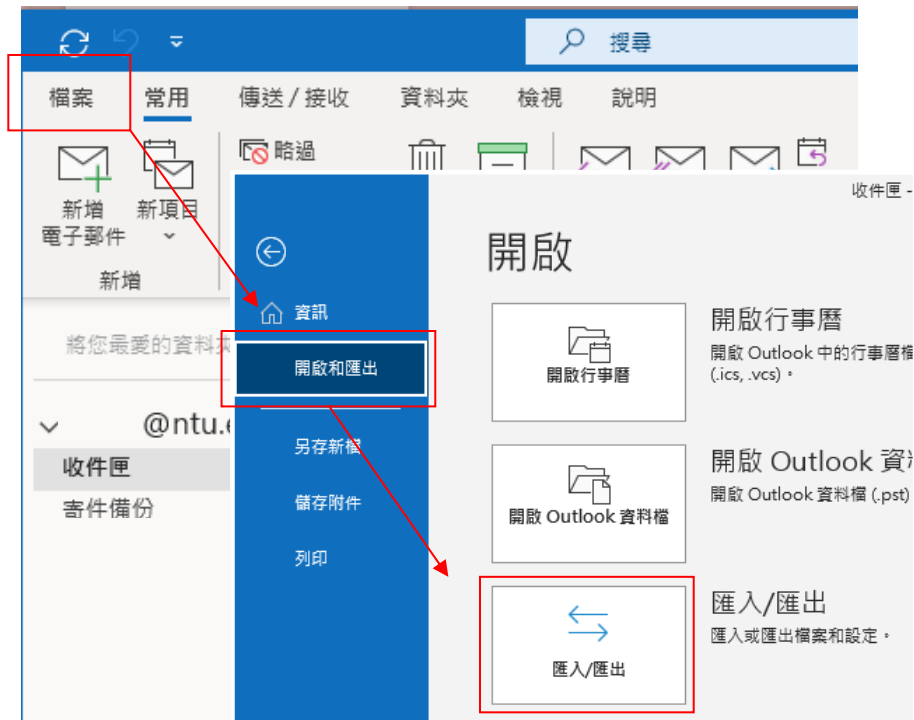 搜尋
檔案 常用 傳送 / 接收 資料夾 檢視 說明
略過
新增
電子郵件
新項目
新增
將您最愛的資料夾
@ntu.
收件匣
寄件備份
收件匣 -
資訊
開啟和匯出
另存新檔
儲存附件
列印
開啟
開啟行事曆
開啟行事曆
開啟 Outlook 中的行事曆檔
(.ics, .vcs)。
開啟 Outlook 資料檔
開啟 Outlook 資料
開啟 Outlook 資料檔 (.pst)
匯入/匯出
匯入/匯出
匯入或匯出檔案和設定。